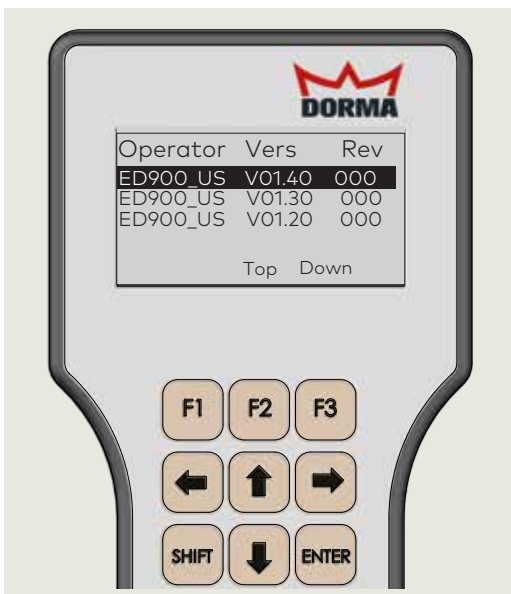 DORMA
Operator Vers Rev
ED900_US V01.40 000
ED900_US V01.30 000
ED900_US V01.20 000
Top Down
F1 F2 F3
SHIFT ENTER